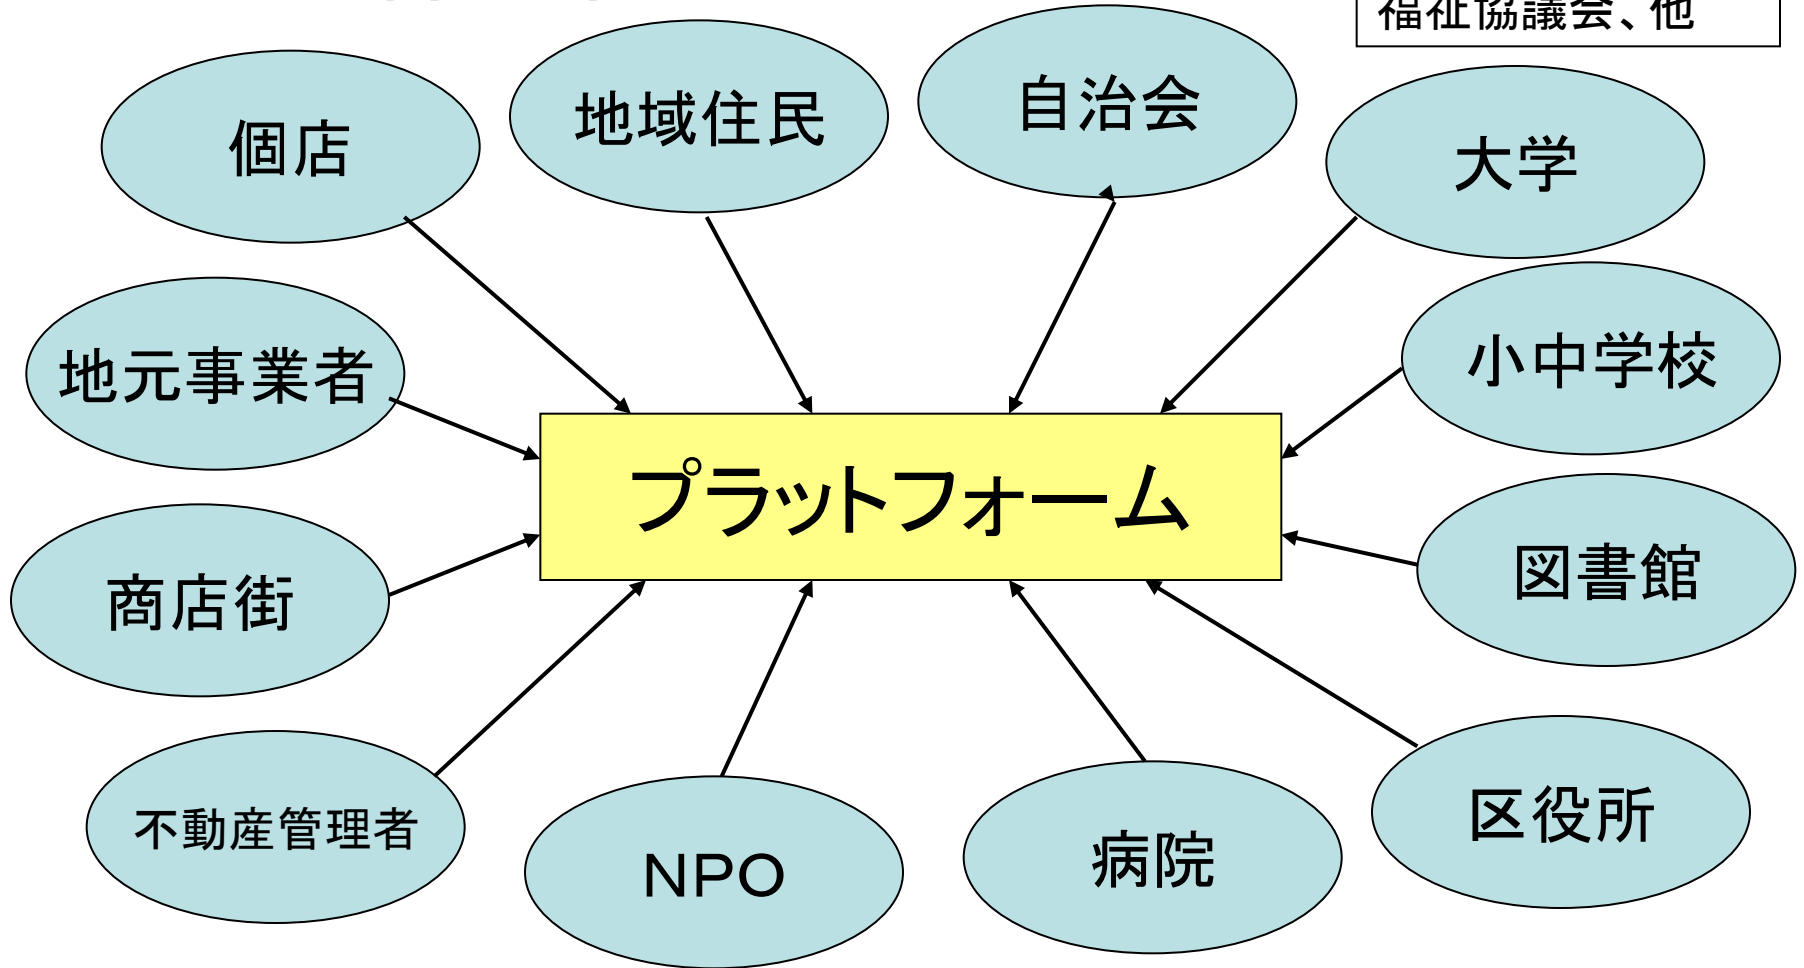 福祉協議会、他
個店
地域住民
自治会
大学
地元事業者
小中学校
プラットフォーム
商店街
図書館
不動産管理者
NPO
病院
区役所